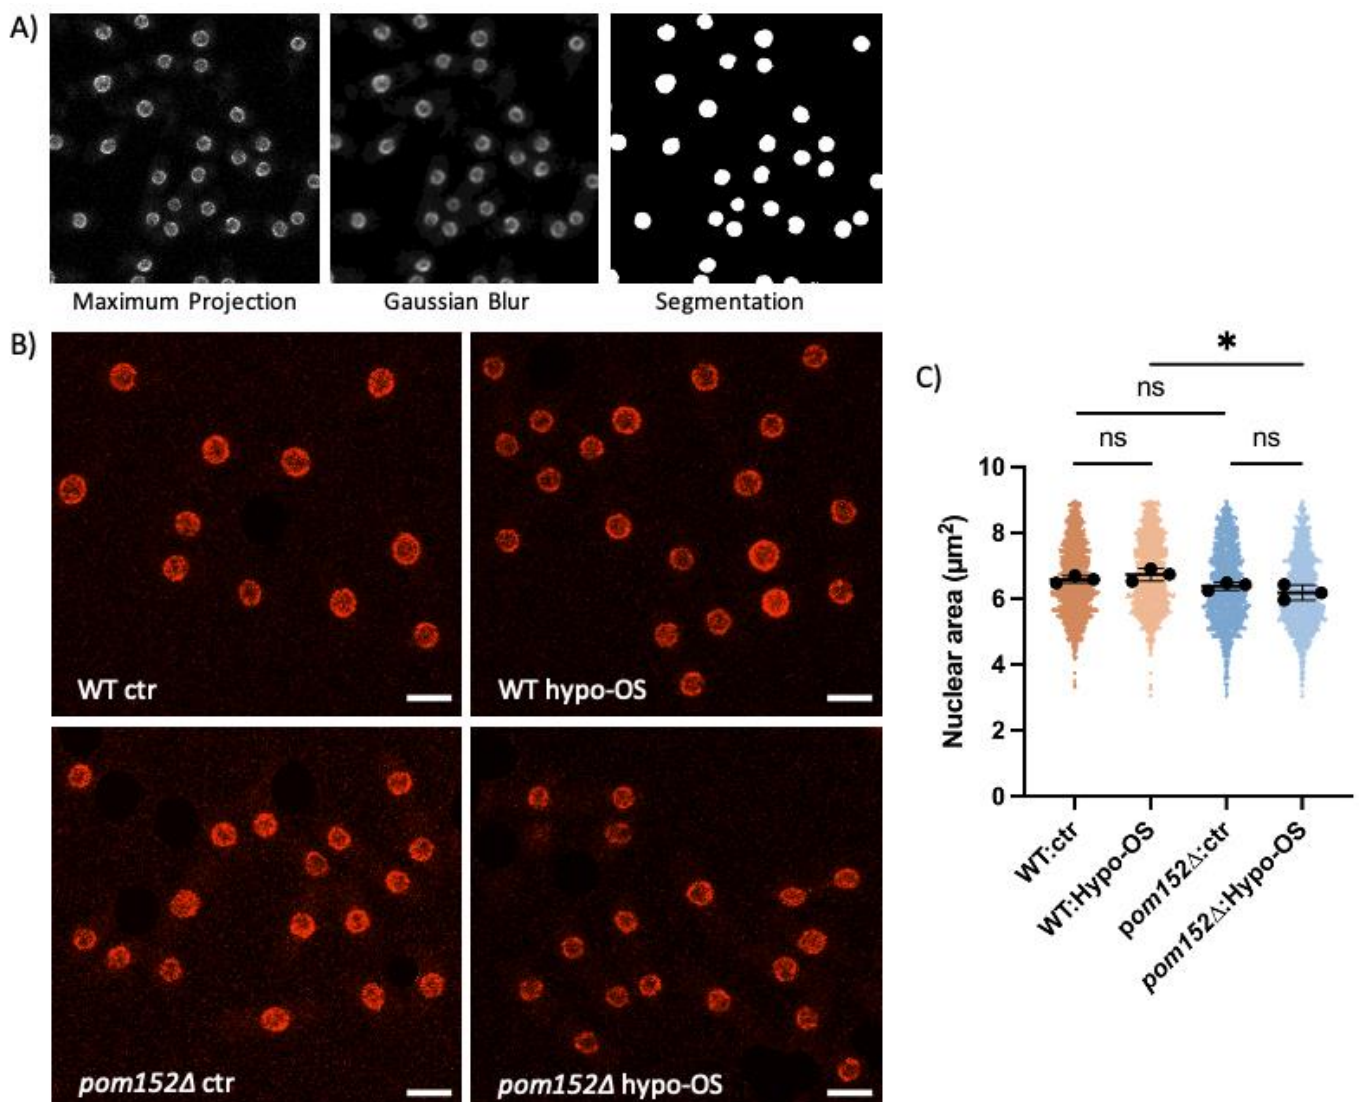 A)
Maximum Projection
Gaussian Blur
Segmentation
B)
WT ctr
WT hypo-OS
pom152Δ ctr
pom152Δ hypo-OS
C)
*
ns
ns
ns
Nuclear area (µm²)
10
8
6
4
2
0
WT:ctr
WT:Hypo-OS
pom152Δ:ctr
pom152Δ:Hypo-OS